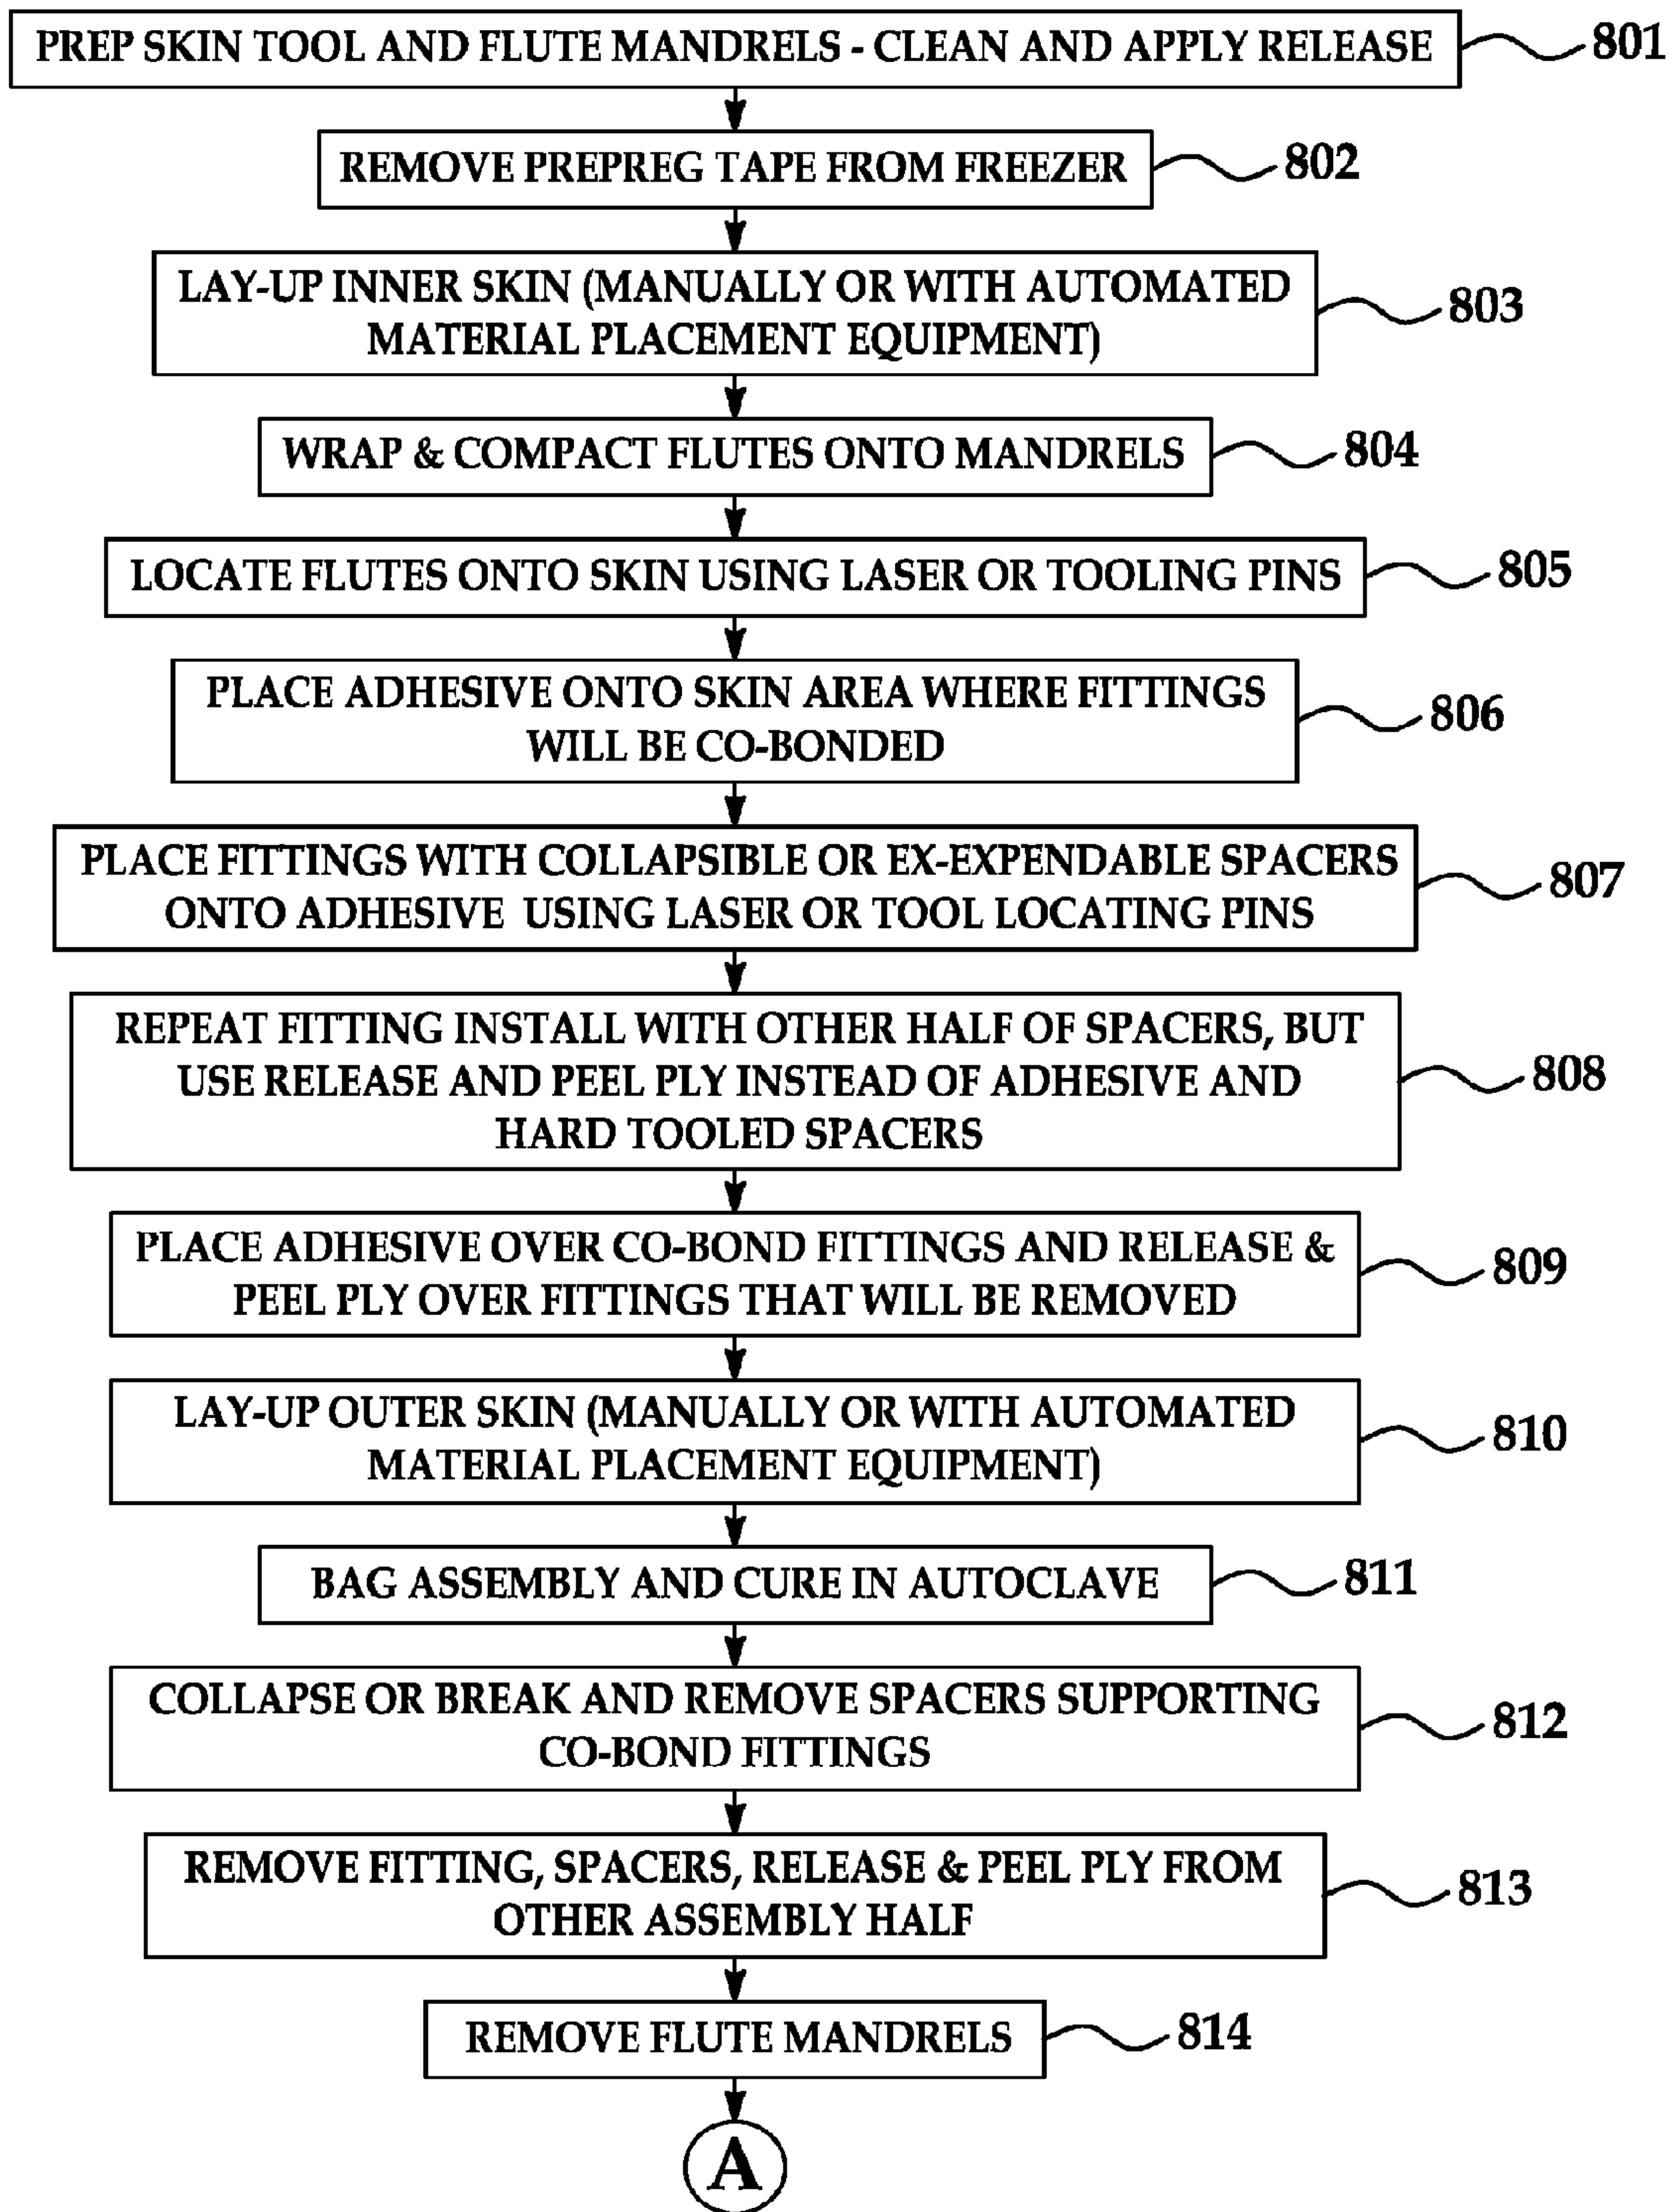 PREP SKIN TOOL AND FLUTE MANDRELS - CLEAN AND APPLY RELEASE
801
REMOVE PREPREG TAPE FROM FREEZER
802
LAY-UP INNER SKIN (MANUALLY OR WITH AUTOMATED
MATERIAL PLACEMENT EQUIPMENT)
803
WRAP & COMPACT FLUTES ONTO MANDRELS
804
LOCATE FLUTES ONTO SKIN USING LASER OR TOOLING PINS
805
PLACE ADHESIVE ONTO SKIN AREA WHERE FITTINGS
WILL BE CO-BONDED
806
PLACE FITTINGS WITH COLLAPSIBLE OR EX-EXPENDABLE SPACERS
ONTO ADHESIVE USING LASER OR TOOL LOCATING PINS
807
REPEAT FITTING INSTALL WITH OTHER HALF OF SPACERS, BUT
USE RELEASE AND PEEL PLY INSTEAD OF ADHESIVE AND
HARD TOOLED SPACERS
808
PLACE ADHESIVE OVER CO-BOND FITTINGS AND RELEASE &
PEEL PLY OVER FITTINGS THAT WILL BE REMOVED
809
LAY-UP OUTER SKIN (MANUALLY OR WITH AUTOMATED
MATERIAL PLACEMENT EQUIPMENT)
810
BAG ASSEMBLY AND CURE IN AUTOCLAVE
811
COLLAPSE OR BREAK AND REMOVE SPACERS SUPPORTING
CO-BOND FITTINGS
812
REMOVE FITTING, SPACERS, RELEASE & PEEL PLY FROM
OTHER ASSEMBLY HALF
813
REMOVE FLUTE MANDRELS
814
A